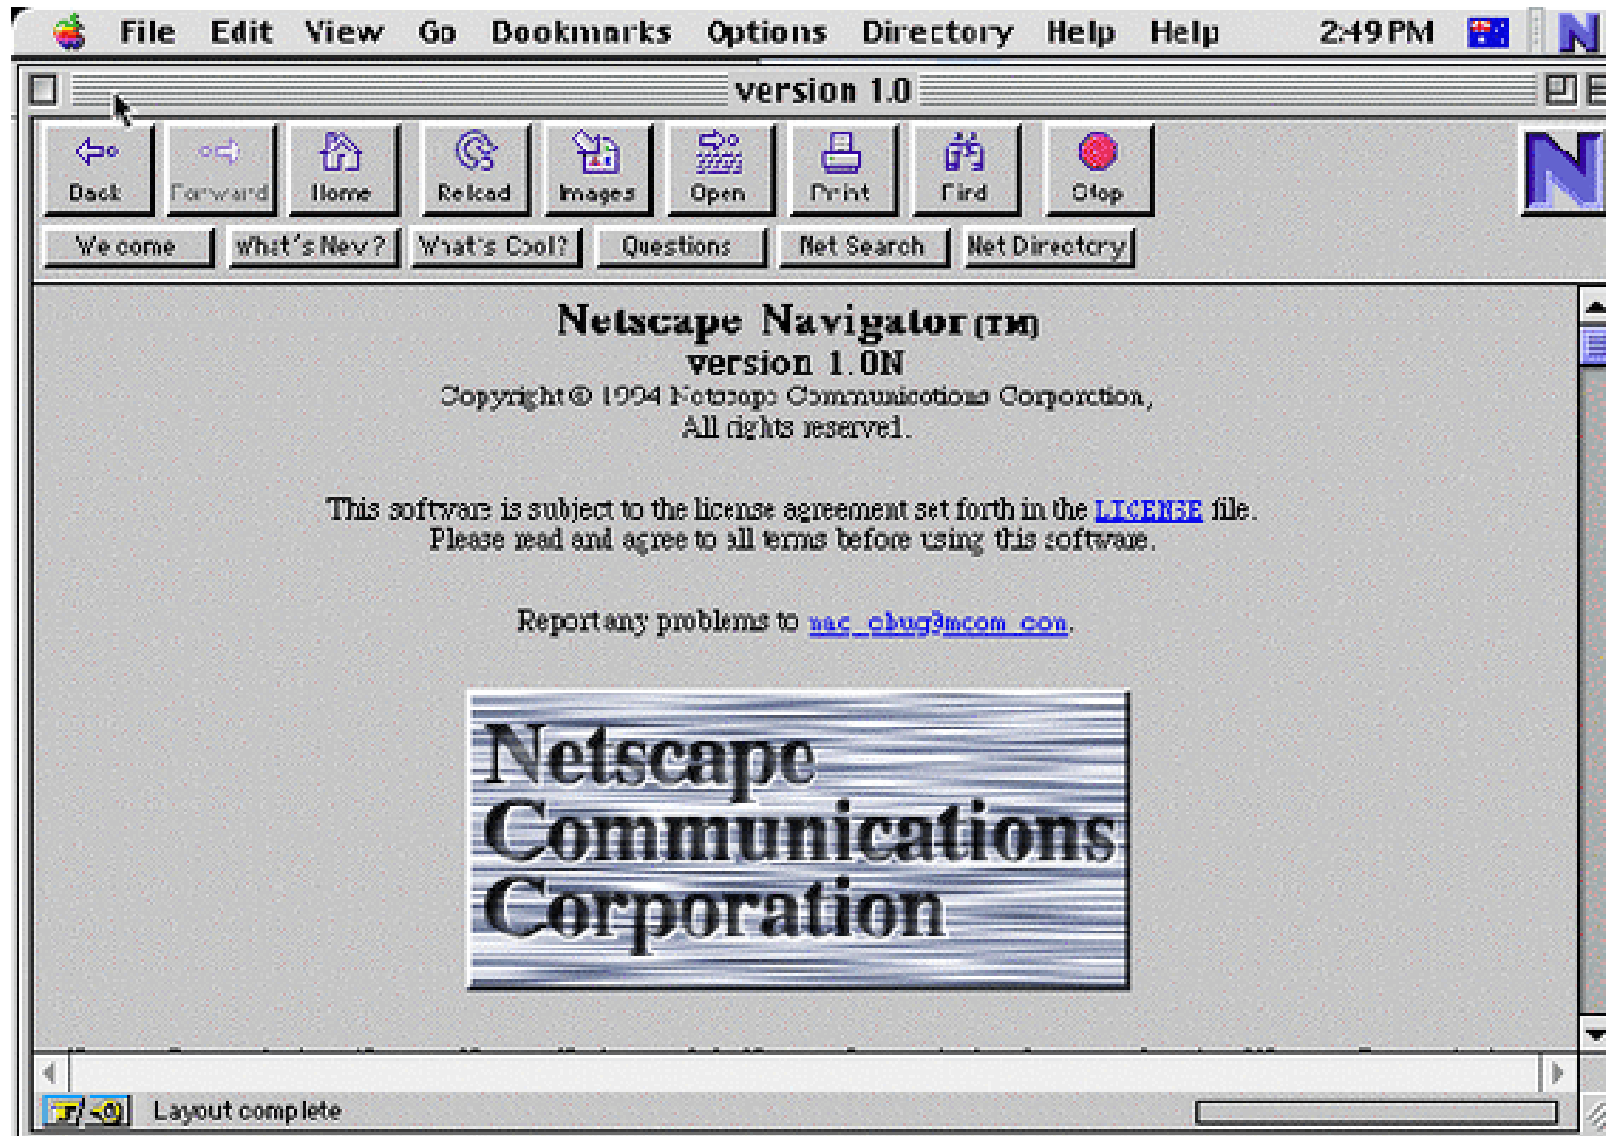 File Edit View Go Bookmarks Options Directory Help Help 2:49 PM
version 1.0
Back Forward Home Reload Images Open Print Find Stop
N
Welcome What's New? What's Cool? Questions Net Search Net Directory
Netscape Navigator (TM)
version 1.0N
Copyright © 1994 Netscape Communications Corporation,
All rights reserved.
This software is subject to the license agreement set forth in the LICENSE file.
Please read and agree to all terms before using this software.
Report any problems to mac_cbug@mcom.com.
Netscape
Communications
Corporation
Layout complete